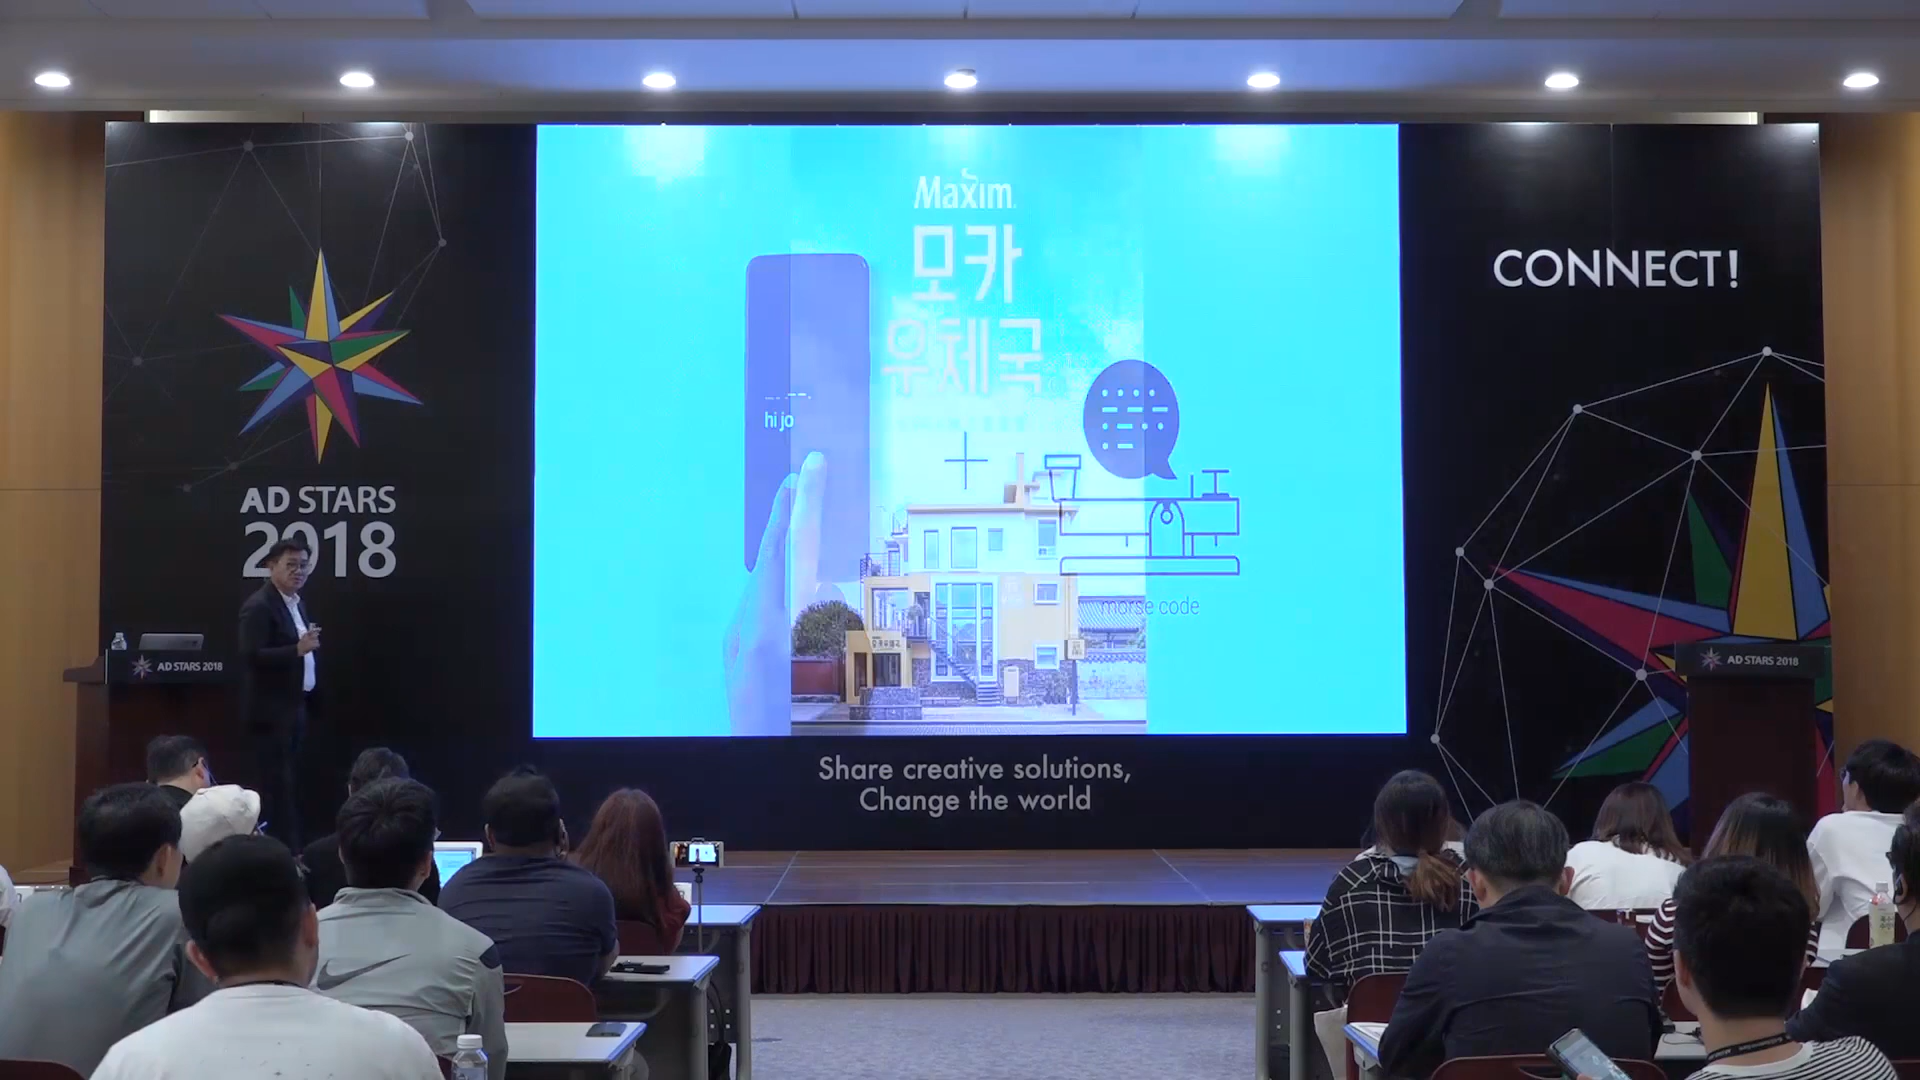 Maxim
모카
우체국
hi jo
morse code
CONNECT!
AD STARS
2018
AD STARS 2018
AD STARS 2018
Share creative solutions,
Change the world